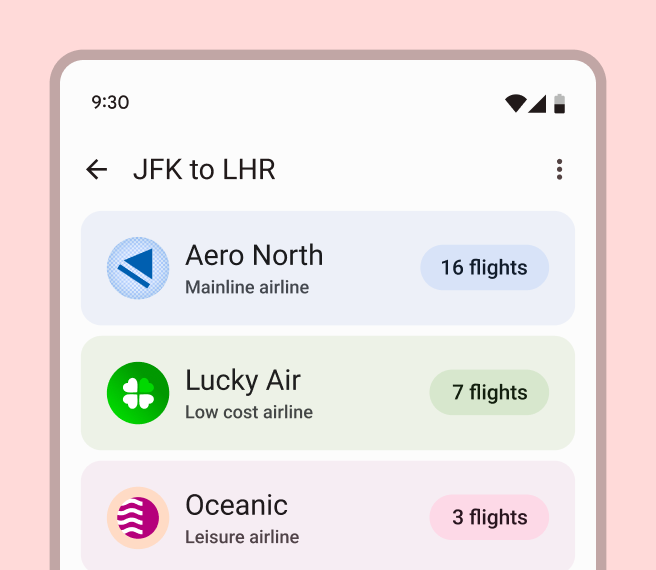 9:30
JFK to LHR
Aero North
Mainline airline
16 flights
Lucky Air
Low cost airline
7 flights
Oceanic
Leisure airline
3 flights